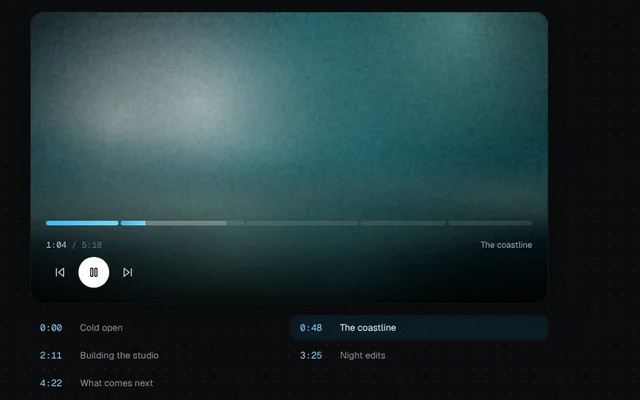 1:04 / 5:18
The coastline
0:00 Cold open
0:48 The coastline
2:11 Building the studio
3:25 Night edits
4:22 What comes next